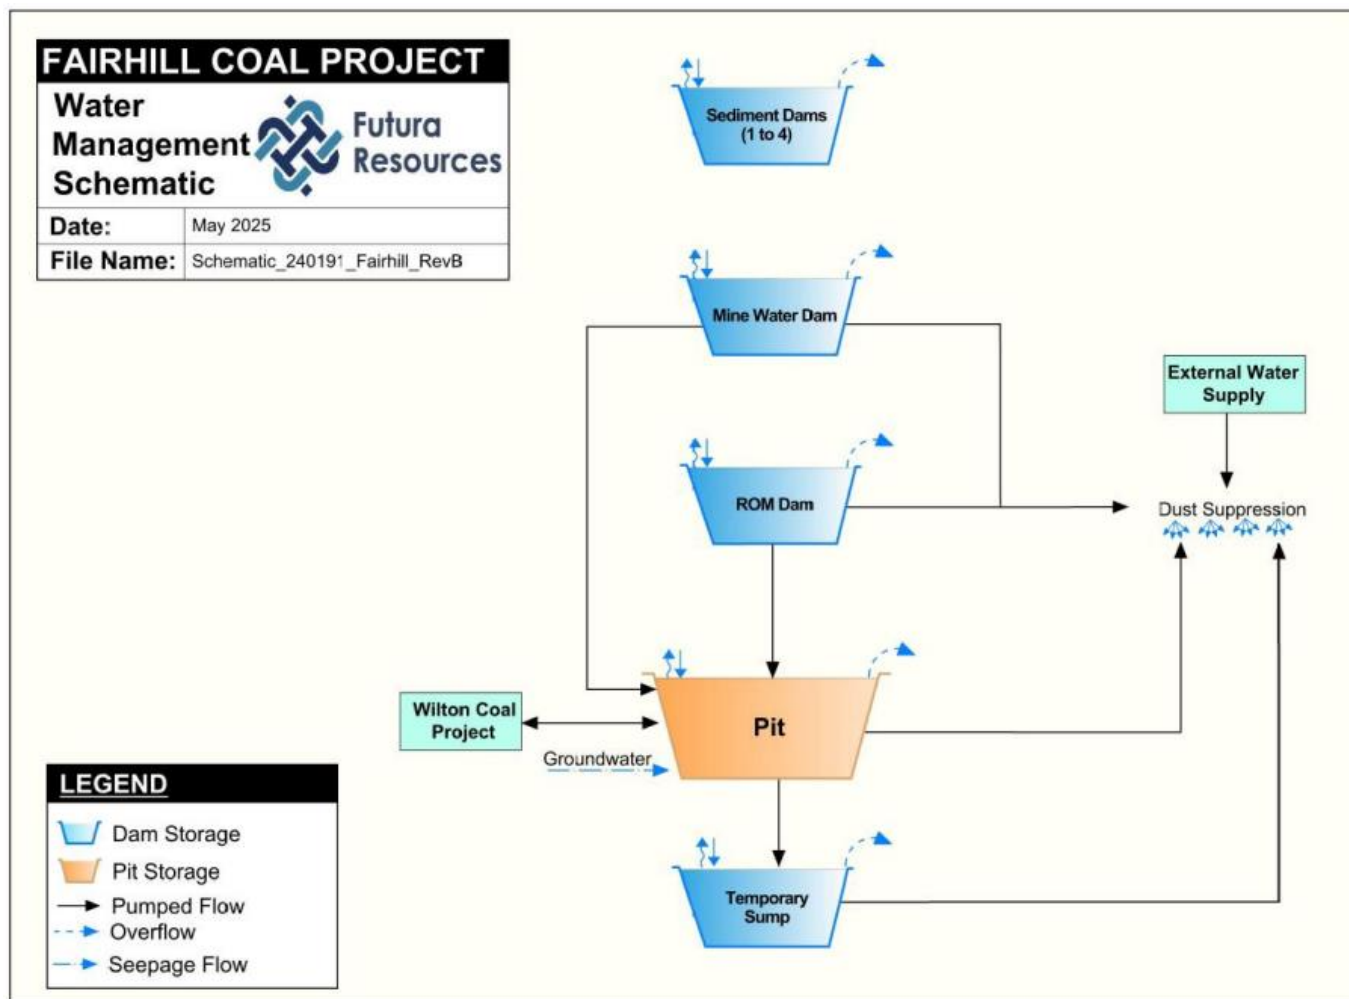 FAIRHILL COAL PROJECT
Water
Management
Schematic
Futura
Resources
Date:
May 2025
File Name:
Schematic_240191_Fairhill_RevB
Sediment Dams
(1 to 4)
Mine Water Dam
External Water
Supply
ROM Dam
Dust Suppression
Pit
Wilton Coal
Project
Groundwater
Temporary
Sump
LEGEND
Dam Storage
Pit Storage
Pumped Flow
Overflow
Seepage Flow